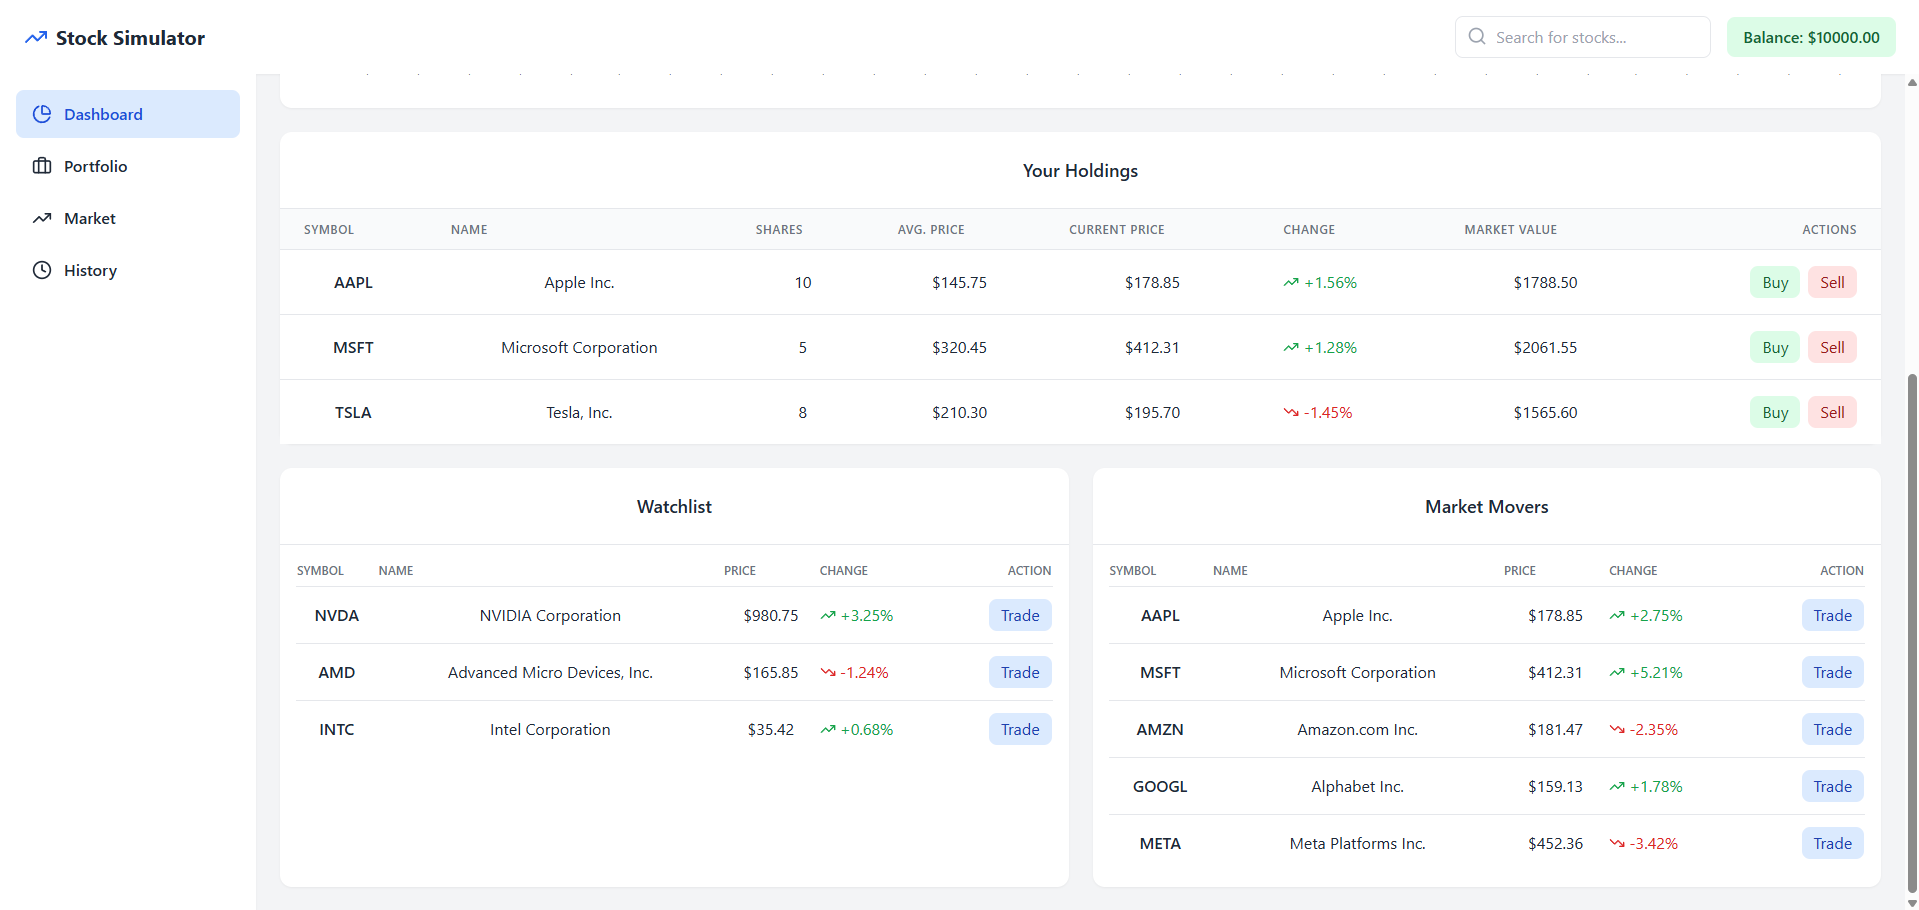 Stock Simulator
Search for stocks...
Balance: $10000.00
Dashboard
Portfolio
Market
History
Your Holdings
SYMBOL NAME SHARES AVG. PRICE CURRENT PRICE CHANGE MARKET VALUE ACTIONS
AAPL Apple Inc. 10 $145.75 $178.85 +1.56% $1788.50 Buy Sell
MSFT Microsoft Corporation 5 $320.45 $412.31 +1.28% $2061.55 Buy Sell
TSLA Tesla, Inc. 8 $210.30 $195.70 -1.45% $1565.60 Buy Sell
Watchlist
SYMBOL NAME PRICE CHANGE ACTION
NVDA NVIDIA Corporation $980.75 +3.25% Trade
AMD Advanced Micro Devices, Inc. $165.85 -1.24% Trade
INTC Intel Corporation $35.42 +0.68% Trade
Market Movers
SYMBOL NAME PRICE CHANGE ACTION
AAPL Apple Inc. $178.85 +2.75% Trade
MSFT Microsoft Corporation $412.31 +5.21% Trade
AMZN Amazon.com Inc. $181.47 -2.35% Trade
GOOGL Alphabet Inc. $159.13 +1.78% Trade
META Meta Platforms Inc. $452.36 -3.42% Trade